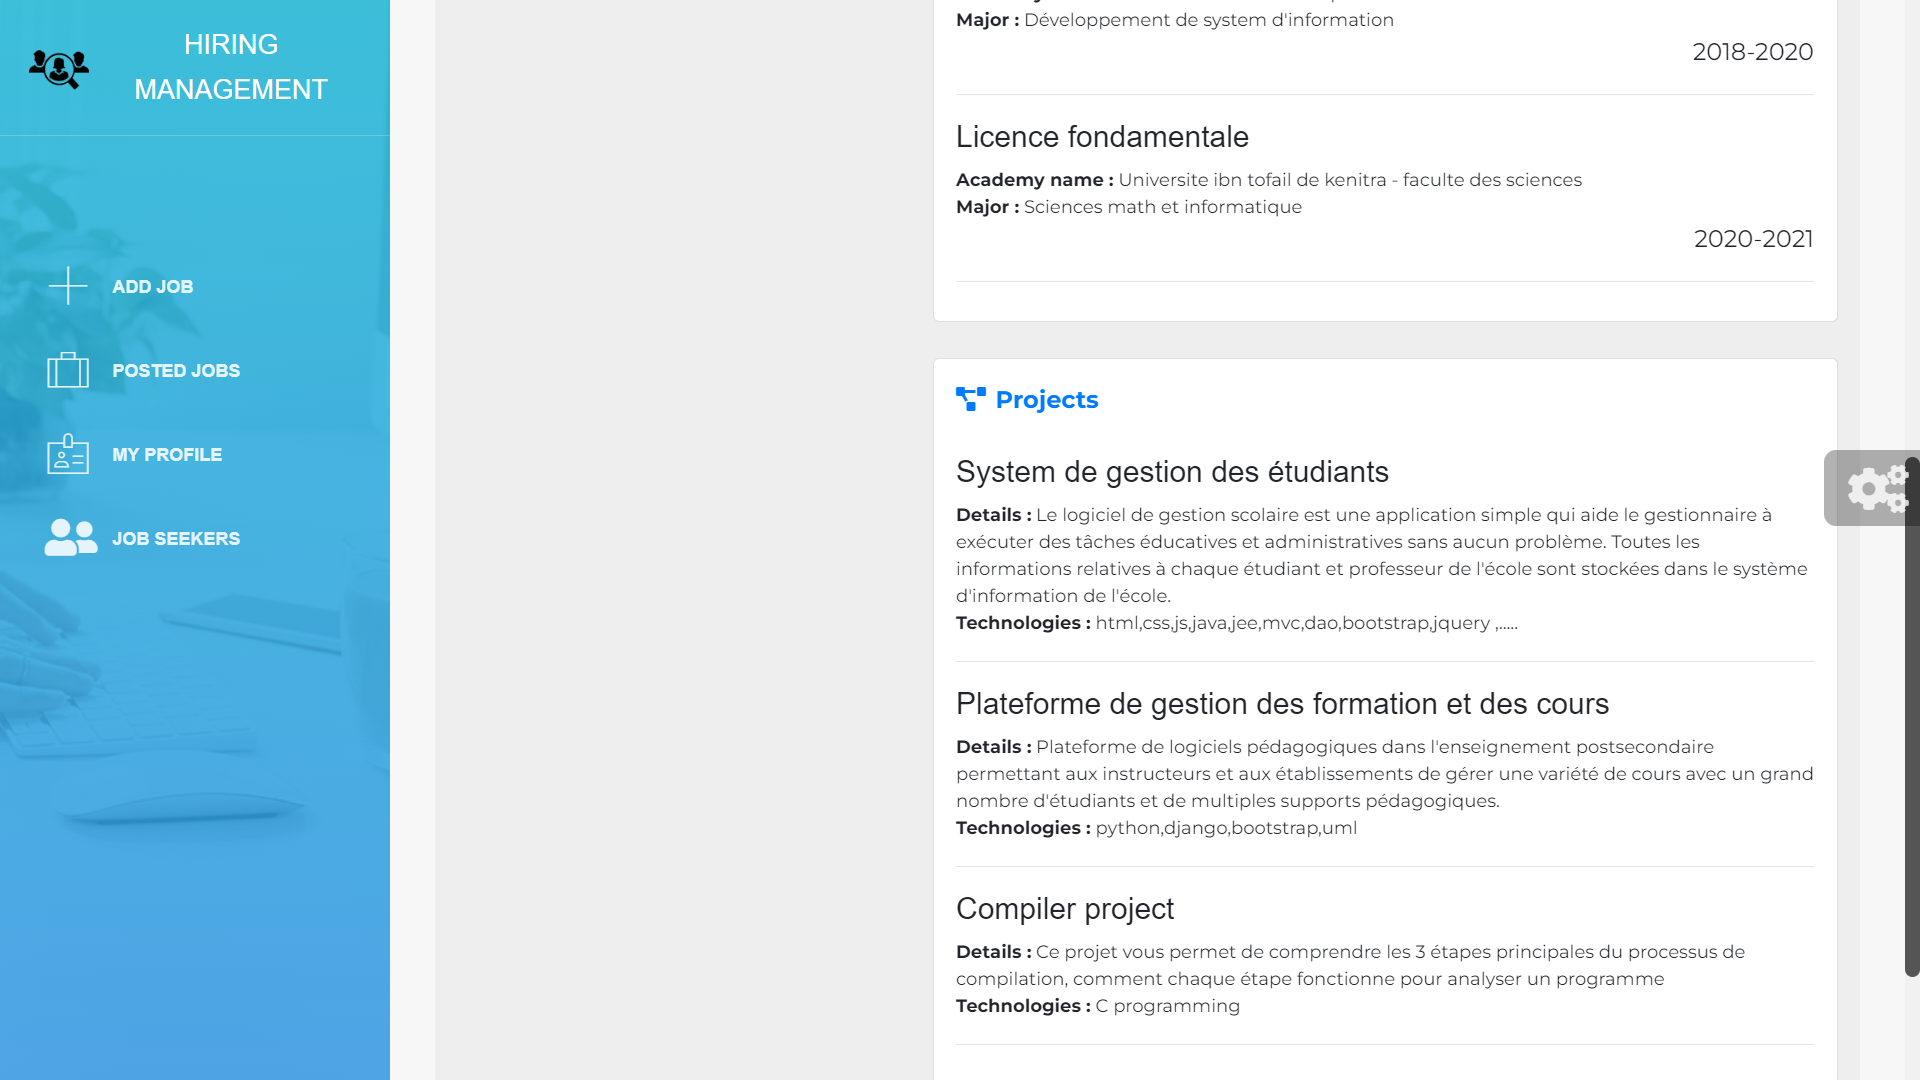 HIRING
MANAGEMENT
ADD JOB
POSTED JOBS
MY PROFILE
JOB SEEKERS
Major : Développement de system d'information
2018-2020
Licence fondamentale
Academy name : Universite ibn tofail de kenitra - faculte des sciences
Major : Sciences math et informatique
2020-2021
Projects
System de gestion des étudiants
Details : Le logiciel de gestion scolaire est une application simple qui aide le gestionnaire à
exécuter des tâches éducatives et administratives sans aucun problème. Toutes les
informations relatives à chaque étudiant et professeur de l'école sont stockées dans le système
d'information de l'école.
Technologies : html,css,js,java,jee,mvc,dao,bootstrap,jquery ,.....
Plateforme de gestion des formation et des cours
Details : Plateforme de logiciels pédagogiques dans l'enseignement postsecondaire
permettant aux instructeurs et aux établissements de gérer une variété de cours avec un grand
nombre d'étudiants et de multiples supports pédagogiques.
Technologies : python,django,bootstrap,uml
Compiler project
Details : Ce projet vous permet de comprendre les 3 étapes principales du processus de
compilation, comment chaque étape fonctionne pour analyser un programme
Technologies : C programming